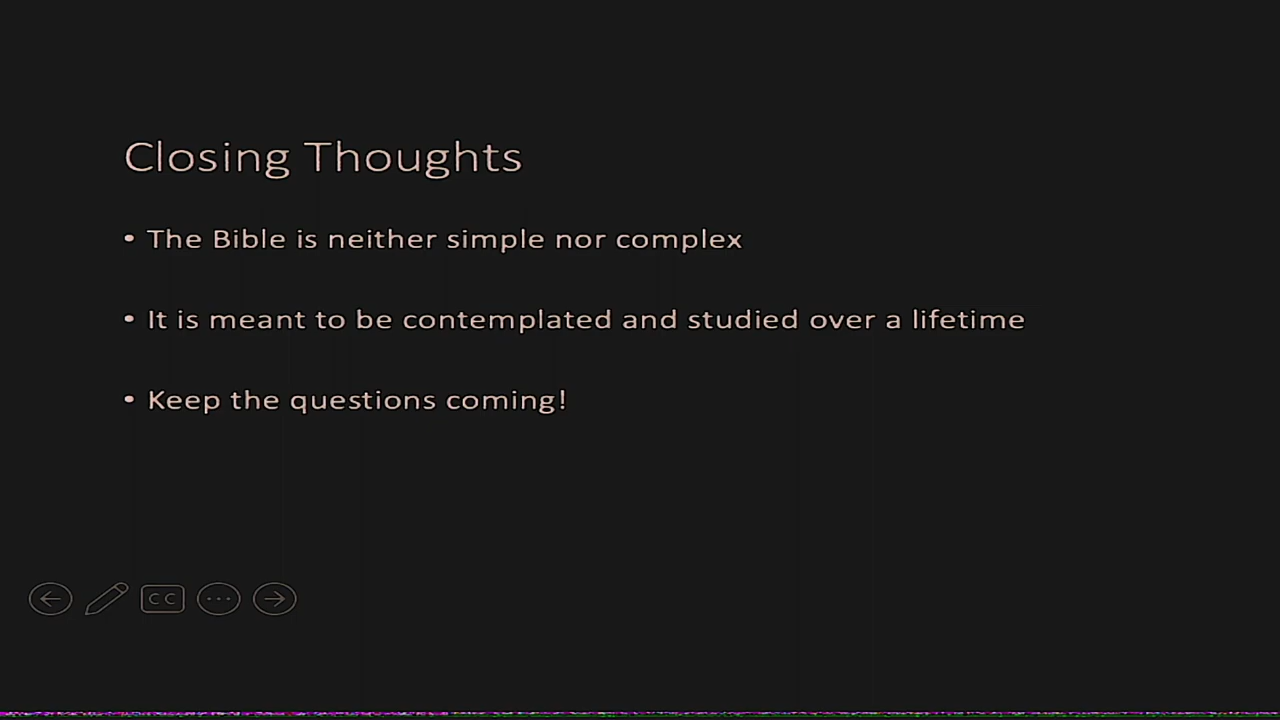 Closing Thoughts
• The Bible is neither simple nor complex
• It is meant to be contemplated and studied over a lifetime
• Keep the questions coming!
CC